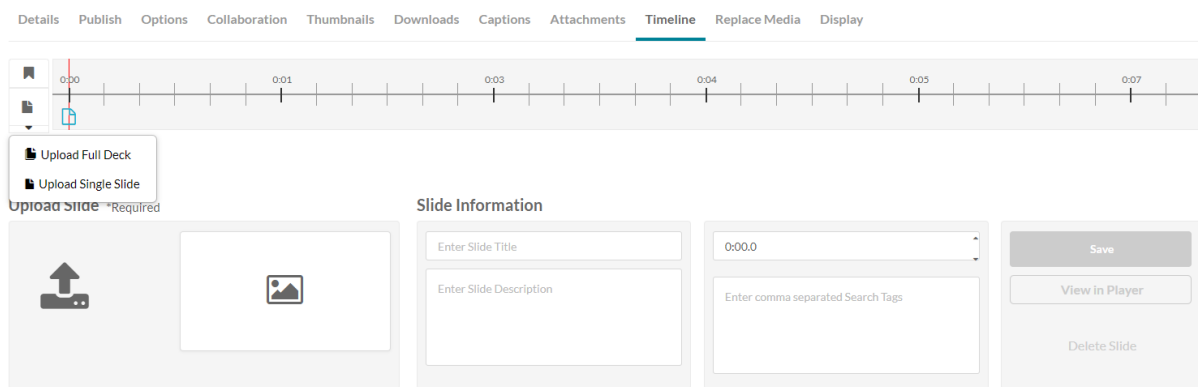 Details Publish Options Collaboration Thumbnails Downloads Captions Attachments Timeline Replace Media Display
0:00 0:01 0:03 0:04 0:05 0:07
Upload Full Deck
Upload Single Slide
Upload Slide *Required
Slide Information
Enter Slide Title
0:00.0
Save
Enter Slide Description
Enter comma separated Search Tags
View in Player
Delete Slide